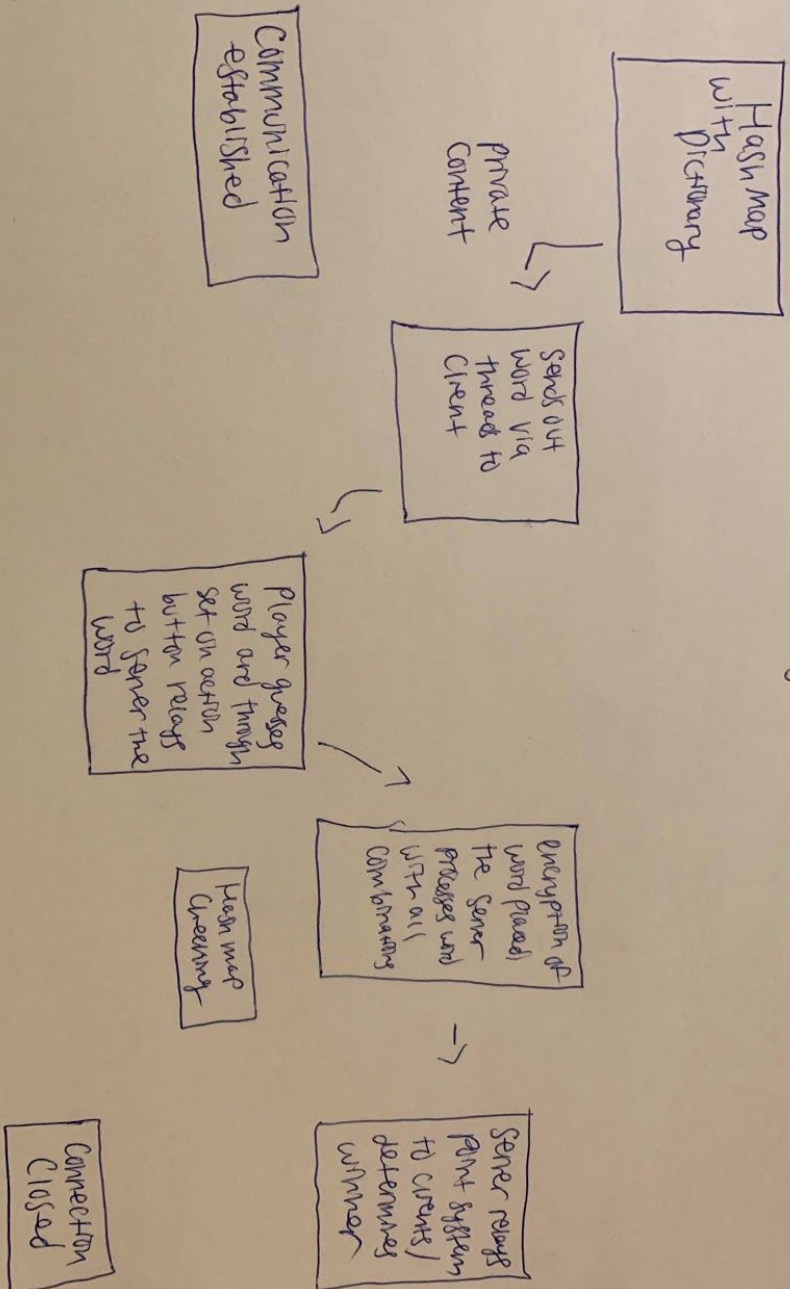 Hash map
with
Dictionary
private
Content
Communication
established
Sends out
word via
threads to
Client
Player guesses
word and through
set on action
button relays
to server the
word
encryption of
word placed
the server
processes word
with all
combinations
Hash map
Checking
Server relays
point system
to clients/
determines
winner
Connection
Closed